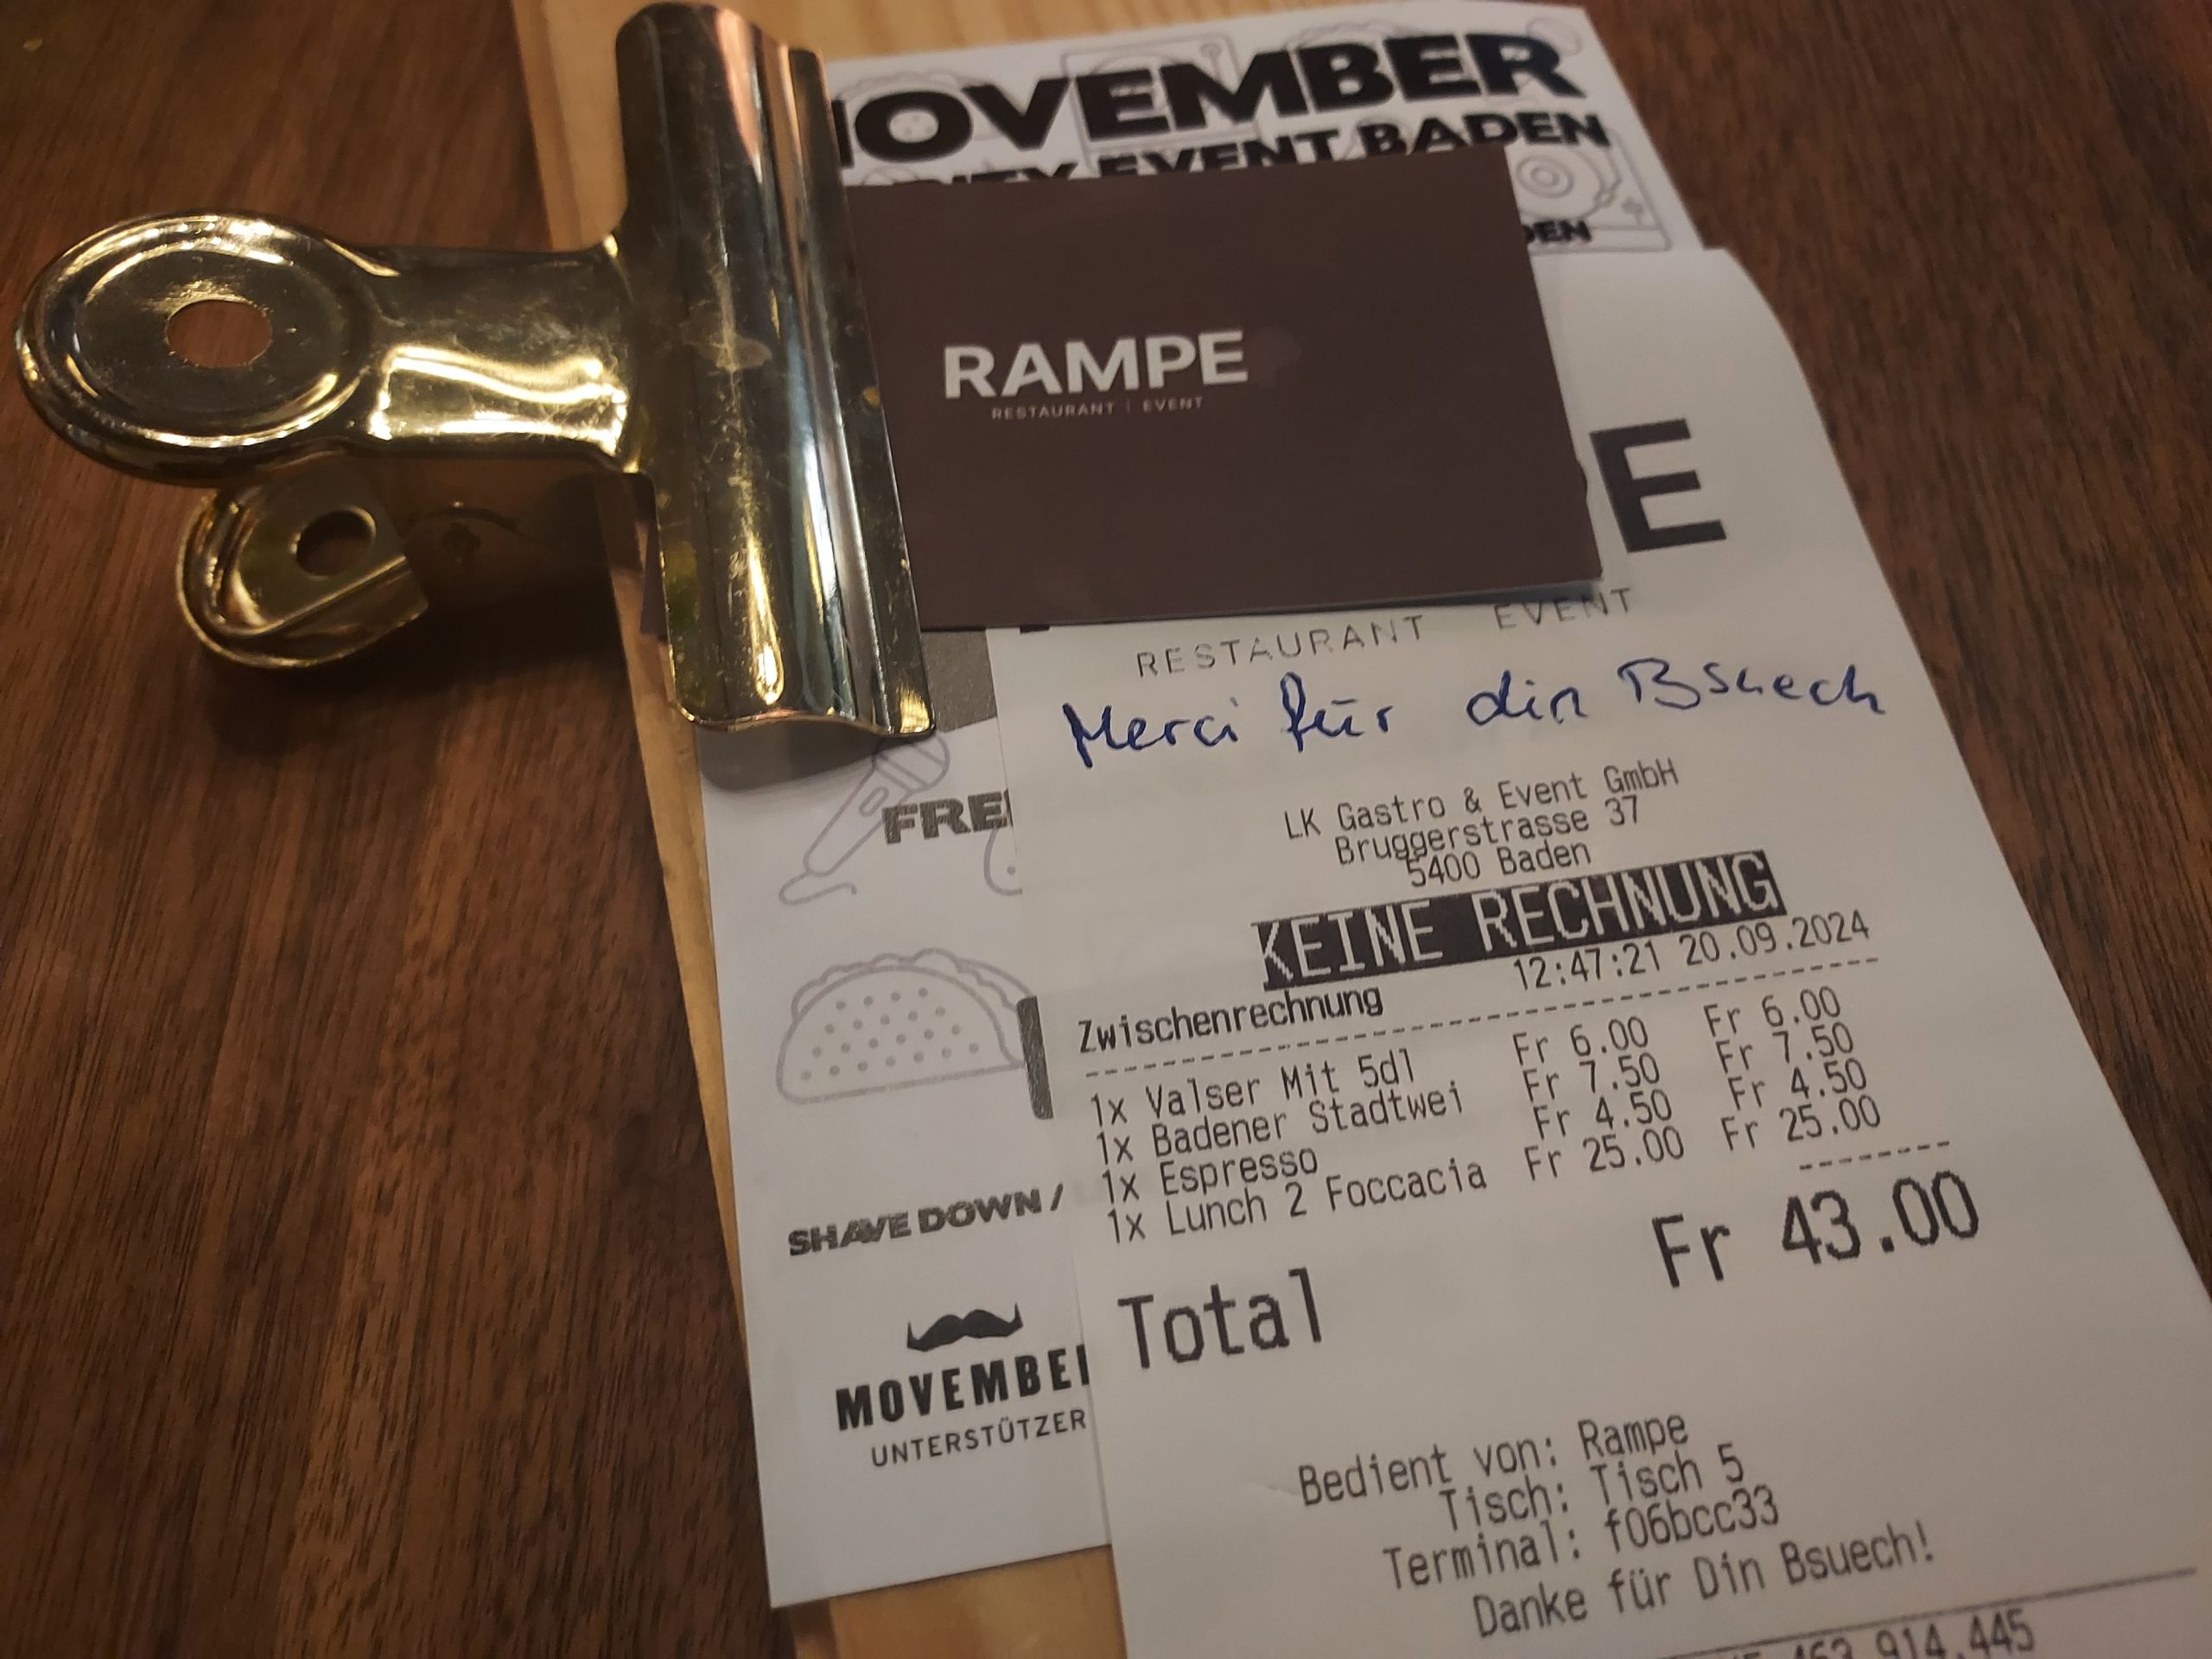 MOVEMBER
EVENT BADEN
RAMPE
RESTAURANT | EVENT
E
RESTAURANT EVENT
Merci für din Bsuech
LK Gastro & Event GmbH
Bruggerstrasse 37
5400 Baden
KEINE RECHNUNG
12:47:21 20.09.2024
Zwischenrechnung
1x Valser Mit 5dl Fr 6.00 Fr 6.00
1x Badener Stadtwei Fr 7.50 Fr 7.50
1x Espresso Fr 4.50 Fr 4.50
1x Lunch 2 Foccacia Fr 25.00 Fr 25.00
Total Fr 43.00
Bedient von: Rampe
Tisch: Tisch 5
Terminal: f06bcc33
Danke für Din Bsuech!
463.914.445
FRE
SHAVE DOWN /
MOVEMBE
UNTERSTÜTZER